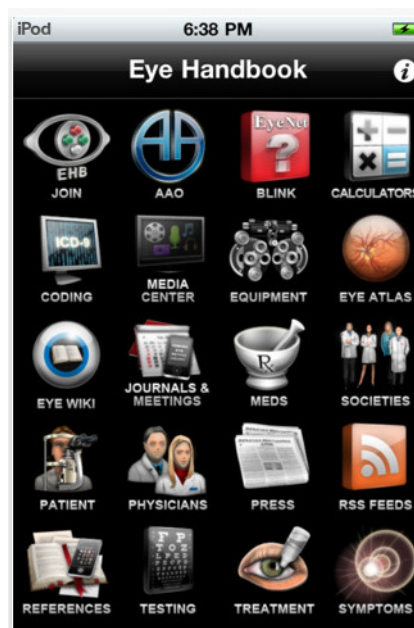 iPod 6:38 PM
Eye Handbook i
EHB
EyeNet
?
JOIN AAO BLINK CALCULATORS
ICD-9
CODING MEDIA CENTER EQUIPMENT EYE ATLAS
EYE WIKI JOURNALS & MEETINGS Rx MEDS SOCIETIES
PATIENT PHYSICIANS PRESS RSS FEEDS
F P
T O Z
L P E D
REFERENCES TESTING TREATMENT SYMPTOMS